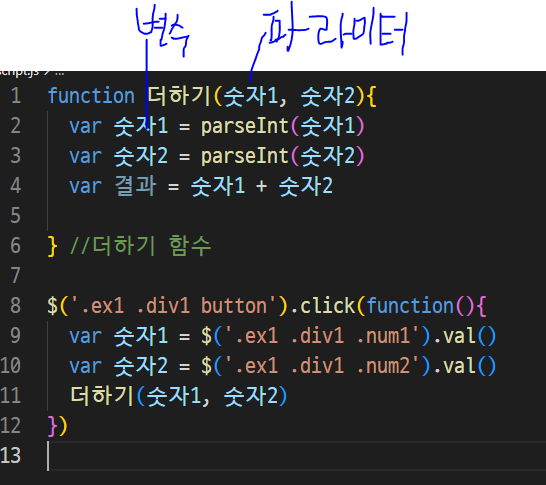 변수 파라미터
script.js > ...
1 function 더하기(숫자1, 숫자2){
2 var 숫자1 = parseInt(숫자1)
3 var 숫자2 = parseInt(숫자2)
4 var 결과 = 숫자1 + 숫자2
5
6 } //더하기 함수
7
8 $('.ex1 .div1 button').click(function(){
9 var 숫자1 = $('.ex1 .div1 .num1').val()
10 var 숫자2 = $('.ex1 .div1 .num2').val()
11 더하기(숫자1, 숫자2)
12 })
13